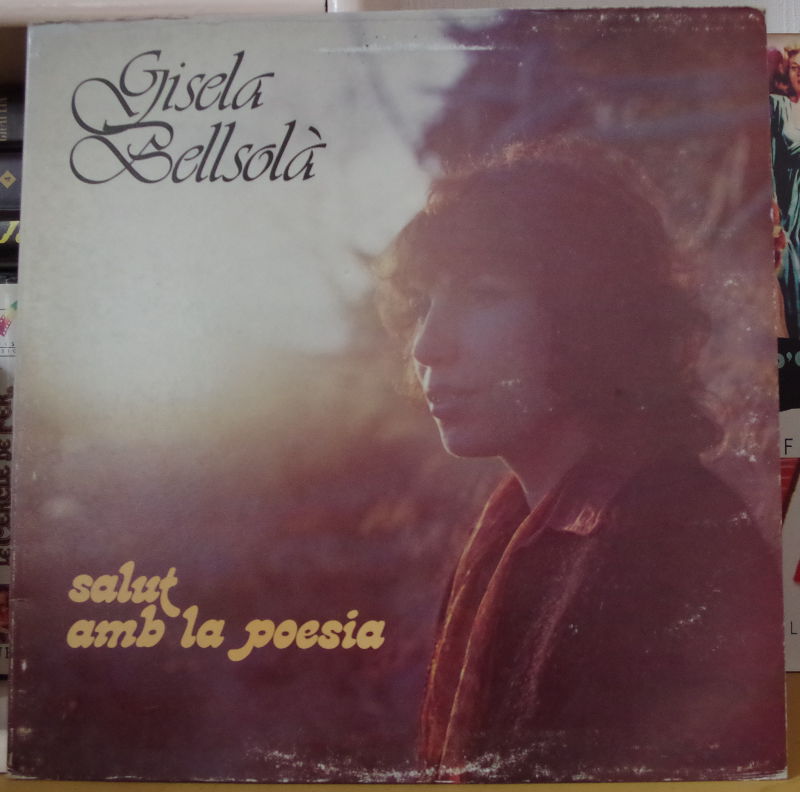 Gisela
Bellsolà
salut
amb la poesia